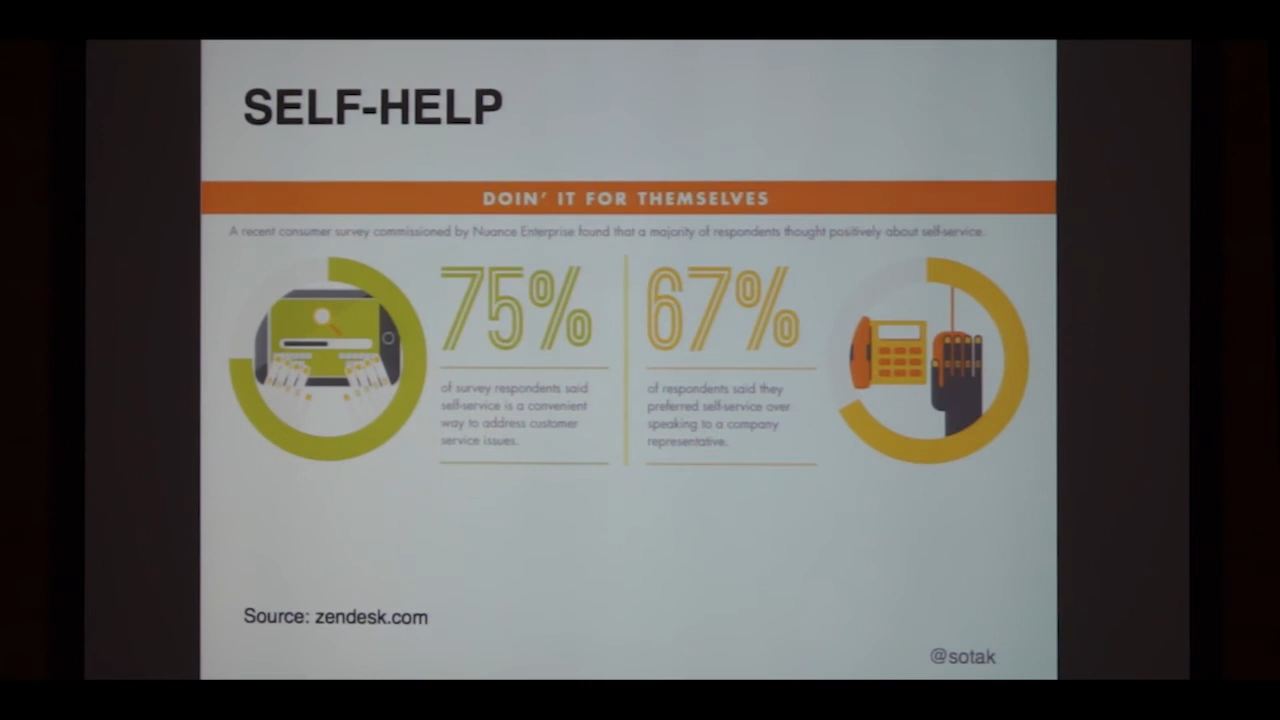 SELF-HELP
DOIN' IT FOR THEMSELVES
A recent consumer survey commissioned by Nuance Enterprise found that a majority of respondents thought positively about self-service.
75%
of survey respondents said
self-service is a convenient
way to address customer
service issues.
67%
of respondents said they
preferred self-service over
speaking to a company
representative.
Source: zendesk.com
@sotak